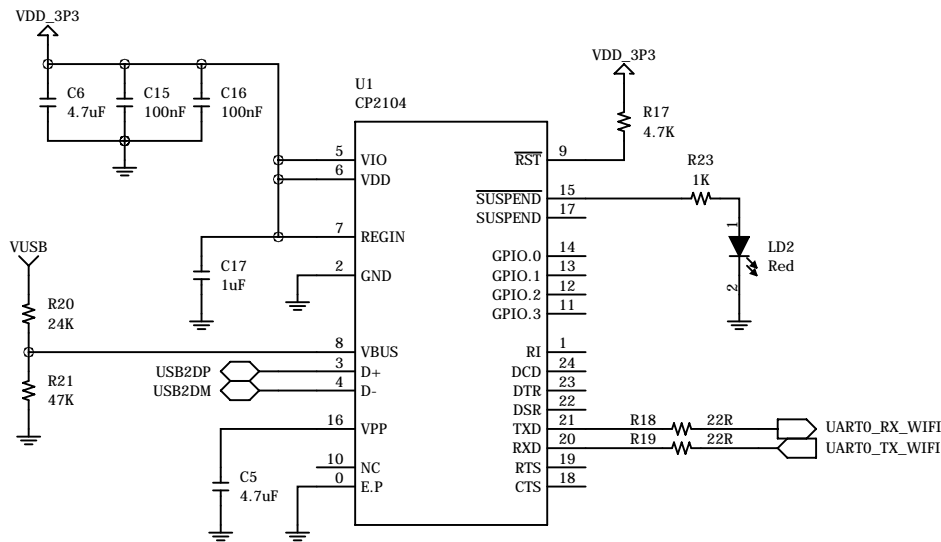 VDD_3P3
C6
4.7uF
C15
100nF
C16
100nF
U1
CP2104
VDD_3P3
R17
4.7K
5
VIO
6
VDD
7
REGIN
2
GND
8
VBUS
3
D+
4
D-
16
VPP
10
NC
0
E.P
RST
9
SUSPEND
15
SUSPEND
17
GPIO.0
14
GPIO.1
13
GPIO.2
12
GPIO.3
11
RI
1
DCD
24
DTR
23
DSR
22
TXD
21
RXD
20
RTS
19
CTS
18
R23
1K
1
LD2
Red
2
C17
1uF
VUSB
R20
24K
R21
47K
USB2DP
USB2DM
C5
4.7uF
R18
22R
UART0_RX_WIFI
R19
22R
UART0_TX_WIFI